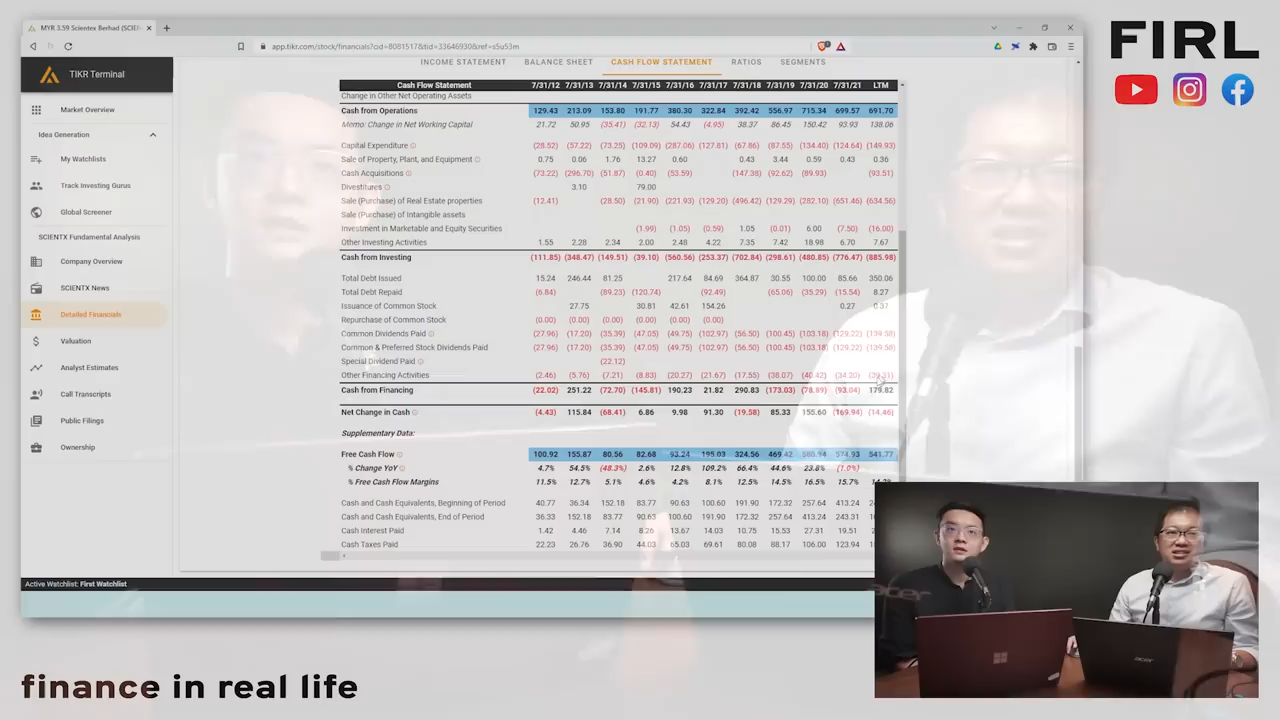 MYR 3.59 Scientex Berhad (SCIEN
FIRL
app.tikr.com/stock/financials?cid=8081517&tid=33646930&ref=s5u53m
TIKR Terminal
Market Overview
Idea Generation
My Watchlists
Track Investing Gurus
Global Screener
SCIENTX Fundamental Analysis
Company Overview
SCIENTX News
Detailed Financials
Valuation
Analyst Estimates
Call Transcripts
Public Filings
Ownership
INCOME STATEMENT BALANCE SHEET CASH FLOW STATEMENT RATIOS SEGMENTS
Cash Flow Statement 7/31/12 7/31/13 7/31/14 7/31/15 7/31/16 7/31/17 7/31/18 7/31/19 7/31/20 7/31/21 LTM
Change in Other Net Operating Assets
Cash from Operations 129.43 213.09 153.80 191.77 380.30 322.84 392.42 556.97 715.34 699.57 691.70
Memo: Change in Net Working Capital 21.72 50.95 (35.41) (32.13) 54.43 (4.95) 38.37 86.45 150.42 93.93 138.06
Capital Expenditure (28.52) (57.22) (73.25) (109.09) (287.06) (127.81) (67.86) (87.55) (134.40) (124.64) (149.93)
Sale of Property, Plant, and Equipment 0.75 0.06 1.76 13.27 0.60 0.43 3.44 0.59 0.43 0.36
Cash Acquisitions (73.22) (296.70) (51.87) (0.40) (53.59) (147.38) (92.62) (89.93) (93.51)
Divestitures 3.10 79.00
Sale (Purchase) of Real Estate properties (12.41) (28.50) (21.90) (221.93) (129.20) (496.42) (129.29) (282.10) (651.46) (634.56)
Sale (Purchase) of Intangible assets
Investment in Marketable and Equity Securities (1.99) (1.05) (0.59) 1.05 (0.01) 6.00 (7.50) (16.00)
Other Investing Activities 1.55 2.28 2.34 2.00 2.48 4.22 7.35 7.42 18.98 6.70 7.67
Cash from Investing (111.85) (348.47) (149.51) (39.10) (560.56) (253.37) (702.84) (298.61) (480.85) (776.47) (885.98)
Total Debt Issued 15.24 246.44 81.25 217.64 84.69 364.87 30.55 100.00 85.66 350.06
Total Debt Repaid (6.84) (89.23) (120.74) (92.49) (65.06) (35.29) (15.54) 8.27
Issuance of Common Stock 27.75 30.81 42.61 154.26 0.27 0.37
Repurchase of Common Stock (0.00) (0.00) (0.00) (0.00) (0.00) (0.00)
Common Dividends Paid (27.96) (17.20) (35.39) (47.05) (49.75) (102.97) (56.50) (100.45) (103.18) (129.22) (139.58)
Common & Preferred Stock Dividends Paid (27.96) (17.20) (35.39) (47.05) (49.75) (102.97) (56.50) (100.45) (103.18) (129.22) (139.58)
Special Dividend Paid (22.12)
Other Financing Activities (2.46) (5.76) (7.21) (8.83) (20.27) (21.67) (17.55) (38.07) (40.42) (34.20)
Cash from Financing (22.02) 251.22 (72.70) (145.81) 190.23 21.82 290.83 (173.03) (78.89) (93.04) 179.82
Net Change in Cash (4.43) 115.84 (68.41) 6.86 9.98 91.30 (19.58) 85.33 155.60 (169.94) (14.46)
Supplementary Data:
Free Cash Flow 100.92 155.87 80.56 82.68 93.24 195.03 324.56 469.42 580.94 574.93 541.77
% Change YoY 4.7% 54.5% (48.3%) 2.6% 12.8% 109.2% 66.4% 44.6% 23.8% (1.0%)
% Free Cash Flow Margins 11.5% 12.7% 5.1% 4.6% 4.2% 8.1% 12.5% 14.5% 16.5% 15.7%
Cash and Cash Equivalents, Beginning of Period 40.77 36.34 152.18 83.77 90.63 100.60 191.90 172.32 257.64 413.24
Cash and Cash Equivalents, End of Period 36.33 152.18 83.77 90.63 100.60 191.90 172.32 257.64 413.24 243.31
Cash Interest Paid 1.42 4.46 7.14 8.26 13.67 14.03 10.75 15.53 27.31 19.51
Cash Taxes Paid 22.23 26.76 36.90 44.03 65.03 69.61 80.08 88.17 106.00 123.94
Active Watchlist: First Watchlist
acer
acer
finance in real life